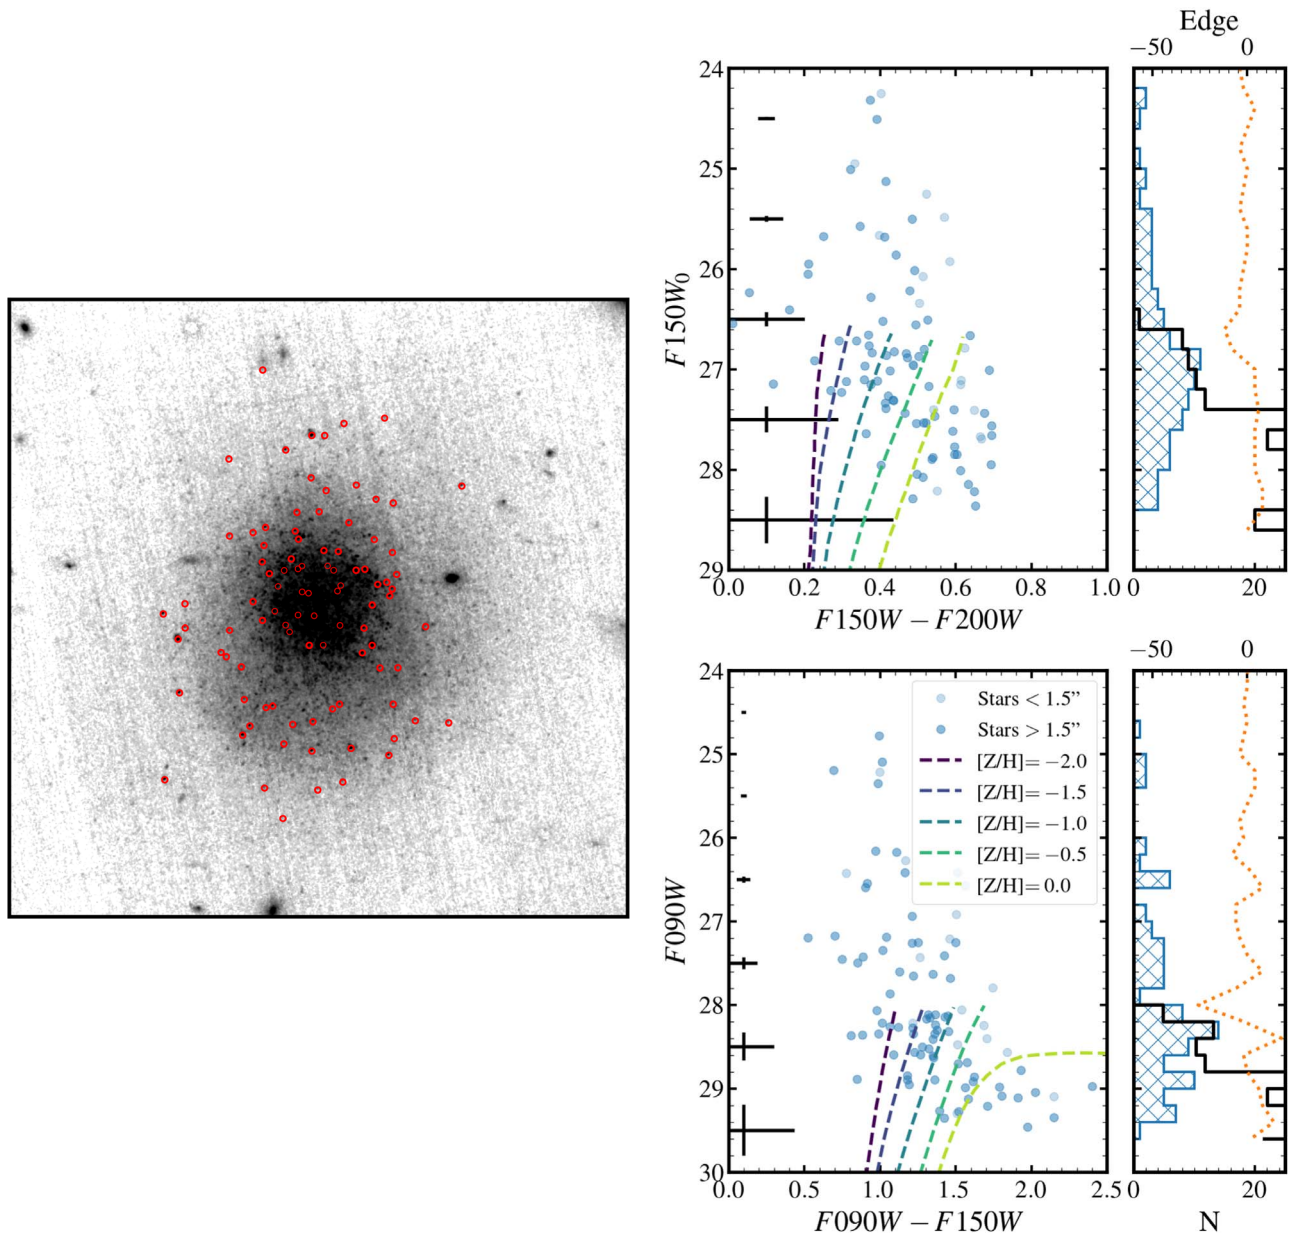 Edge
−50 0
24
25
26
27
28
29
F150W₀
0.0 0.2 0.4 0.6 0.8 1.0
F150W − F200W
0 20
−50 0
24
25
26
27
28
29
30
F090W
Stars < 1.5”
Stars > 1.5”
[Z/H]= −2.0
[Z/H]= −1.5
[Z/H]= −1.0
[Z/H]= −0.5
[Z/H]= 0.0
0.0 0.5 1.0 1.5 2.0 2.5
F090W − F150W
0 20
N